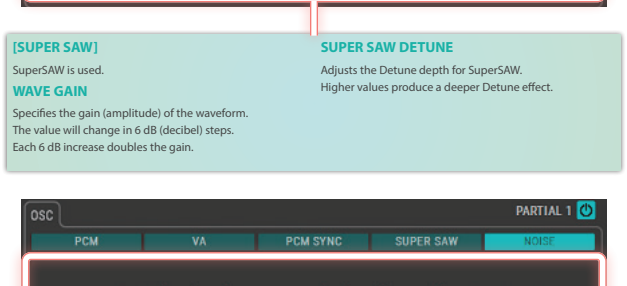 [SUPER SAW]
SuperSAW is used.
WAVE GAIN
Specifies the gain (amplitude) of the waveform.
The value will change in 6 dB (decibel) steps.
Each 6 dB increase doubles the gain.
SUPER SAW DETUNE
Adjusts the Detune depth for SuperSAW.
Higher values produce a deeper Detune effect.
OSC
PARTIAL 1
PCM VA PCM SYNC SUPER SAW NOISE